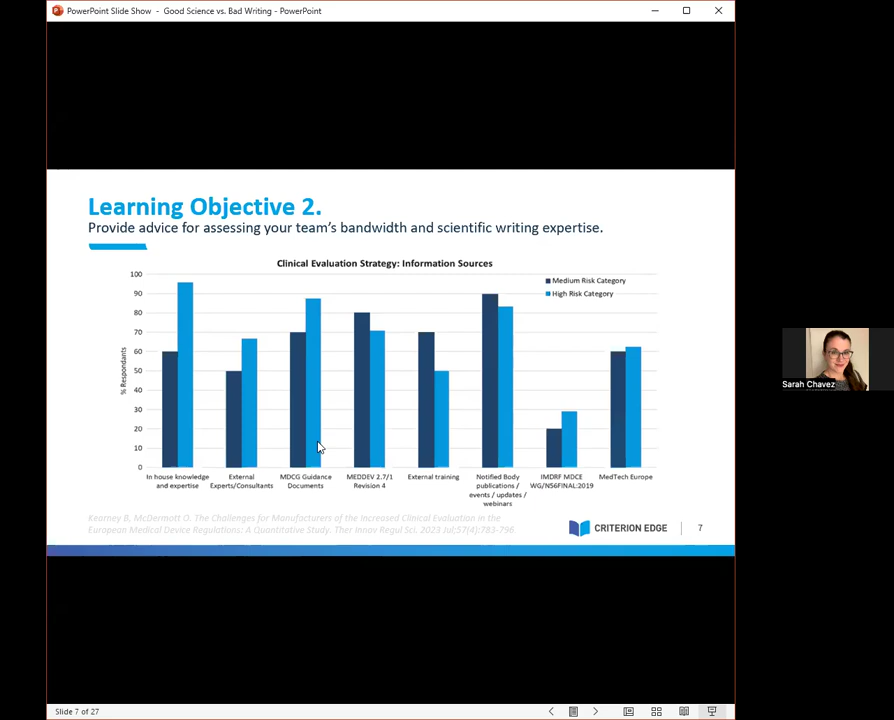 PowerPoint Slide Show - Good Science vs. Bad Writing - PowerPoint
Learning Objective 2.
Provide advice for assessing your team's bandwidth and scientific writing expertise.
Clinical Evaluation Strategy: Information Sources
Medium Risk Category
High Risk Category
% Respondants
100
90
80
70
60
50
40
30
20
10
0
In house knowledge
and expertise
External
Experts/Consultants
MDCG Guidance
Documents
MEDDEV 2.7/1
Revision 4
External training
Notified Body
publications /
events / updates /
webinars
IMDRF MDCE
WG/N56FINAL:2019
MedTech Europe
Kearney B, McDermott O. The Challenges for Manufacturers of the Increased Clinical Evaluation in the
European Medical Device Regulations: A Quantitative Study. Ther Innov Regul Sci. 2023 Jul;57(4):783-796.
CRITERION EDGE
7
Sarah Chavez
Slide 7 of 27